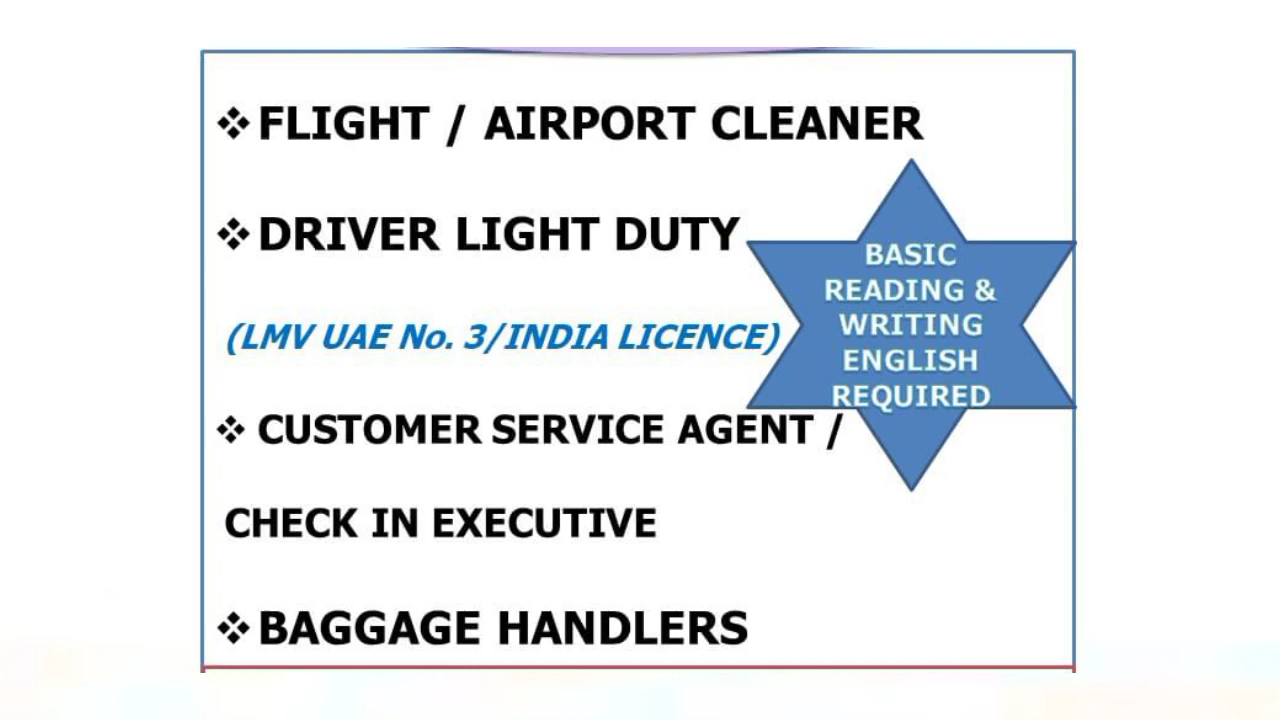 ❖ FLIGHT / AIRPORT CLEANER
❖ DRIVER LIGHT DUTY
(LMV UAE No. 3/INDIA LICENCE)
❖ CUSTOMER SERVICE AGENT /
CHECK IN EXECUTIVE
❖ BAGGAGE HANDLERS
BASIC
READING &
WRITING
ENGLISH
REQUIRED